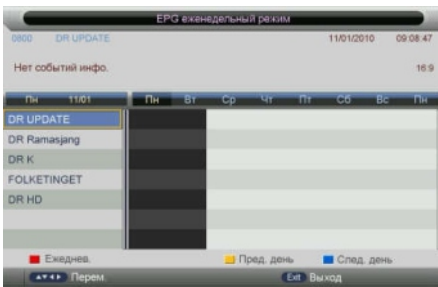 EPG еженедельный режим
0800 DR UPDATE 11/01/2010 09:08:47
Нет событий инфо. 16:9
Пн 11/01 Пн Вт Ср Чт Пт Сб Вс Пн
DR UPDATE
DR Ramasjang
DR K
FOLKETINGET
DR HD
Ежеднев. Пред. день След. день
Перем. Exit Выход